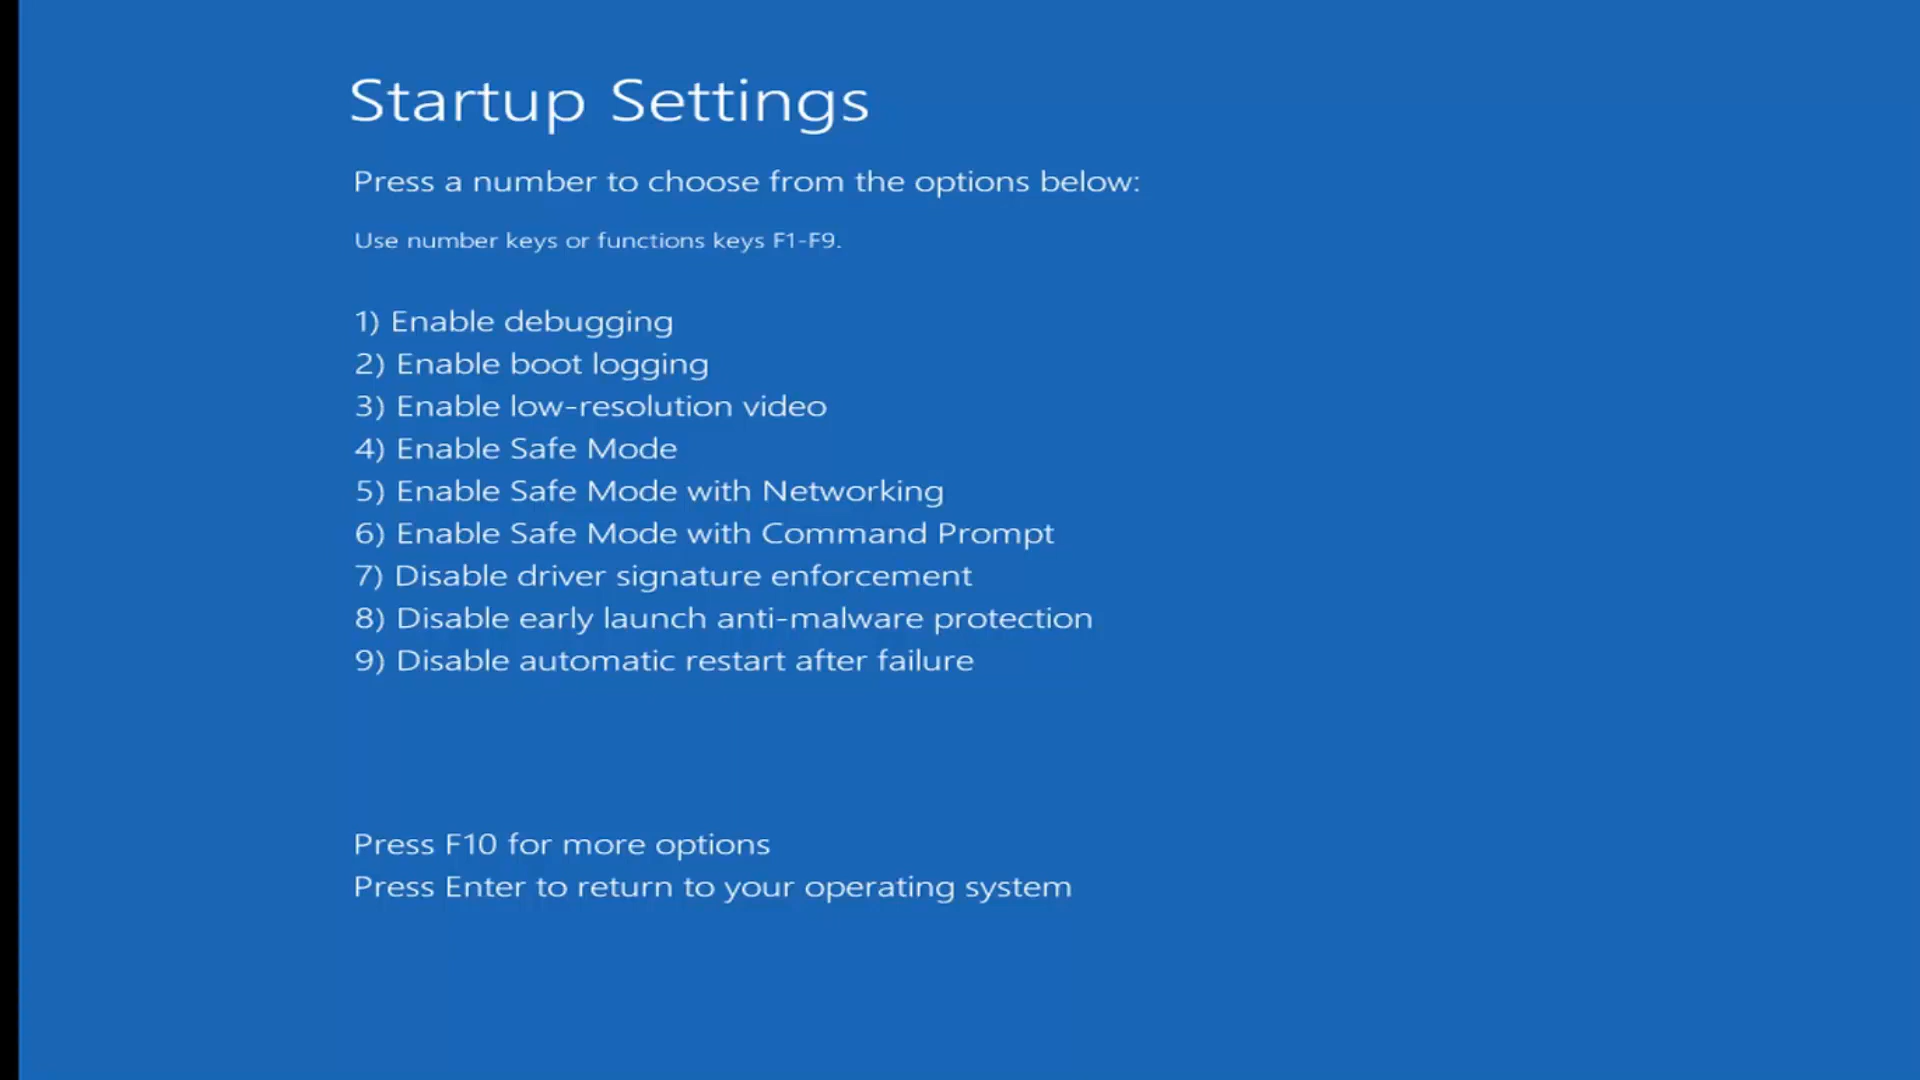 Startup Settings
Press a number to choose from the options below:
Use number keys or functions keys F1-F9.
1) Enable debugging
2) Enable boot logging
3) Enable low-resolution video
4) Enable Safe Mode
5) Enable Safe Mode with Networking
6) Enable Safe Mode with Command Prompt
7) Disable driver signature enforcement
8) Disable early launch anti-malware protection
9) Disable automatic restart after failure
Press F10 for more options
Press Enter to return to your operating system